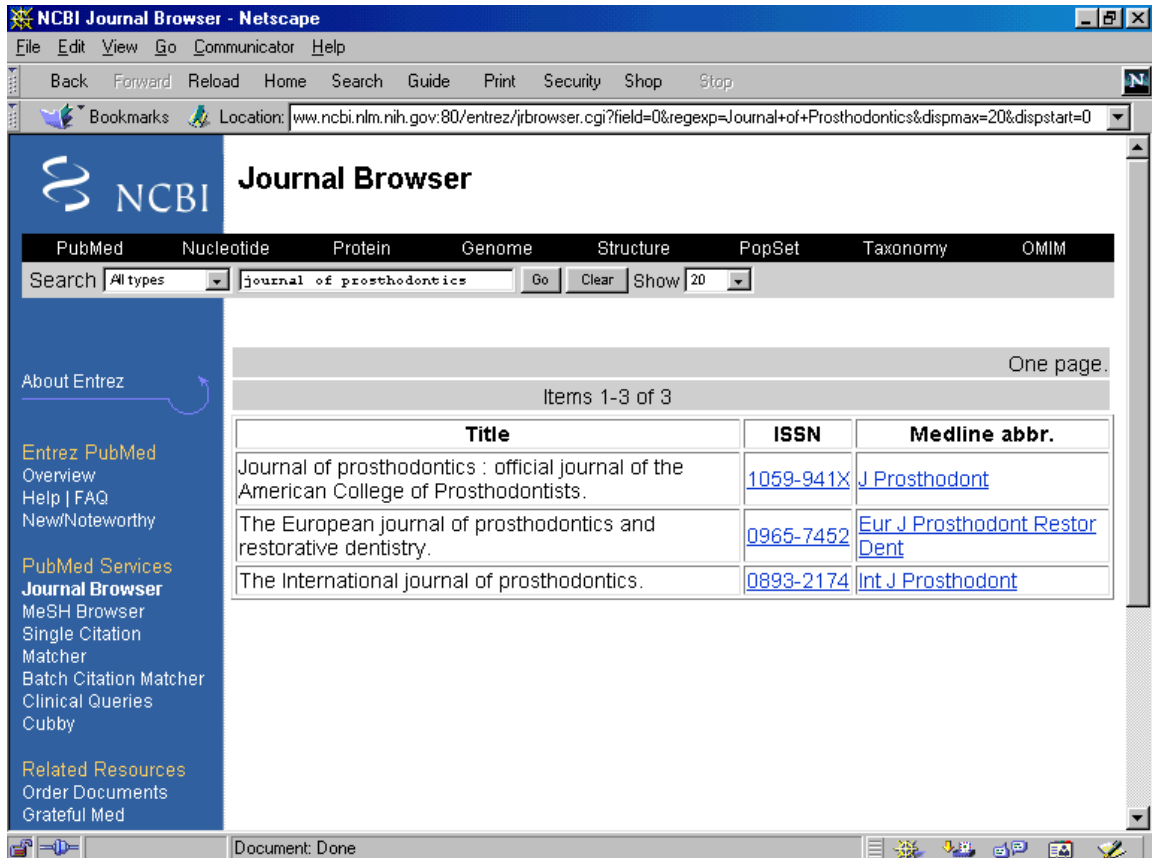 NCBI Journal Browser - Netscape
File Edit View Go Communicator Help
Back Forward Reload Home Search Guide Print Security Shop Stop N
Bookmarks Location: ww.ncbi.nlm.nih.gov:80/entrez/jrbrowser.cgi?field=0&regexp=Journal+of+Prosthodontics&dispmax=20&dispstart=0
NCBI Journal Browser
PubMed Nucleotide Protein Genome Structure PopSet Taxonomy OMIM
Search All types journal of prosthodontics Go Clear Show 20
One page.
Items 1-3 of 3
Title ISSN Medline abbr.
Journal of prosthodontics : official journal of the
American College of Prosthodontists.
1059-941X J Prosthodont
The European journal of prosthodontics and
restorative dentistry.
0965-7452 Eur J Prosthodont Restor
Dent
The International journal of prosthodontics. 0893-2174 Int J Prosthodont
About Entrez
Entrez PubMed
Overview
Help | FAQ
New/Noteworthy
PubMed Services
Journal Browser
MeSH Browser
Single Citation
Matcher
Batch Citation Matcher
Clinical Queries
Cubby
Related Resources
Order Documents
Grateful Med
Document: Done